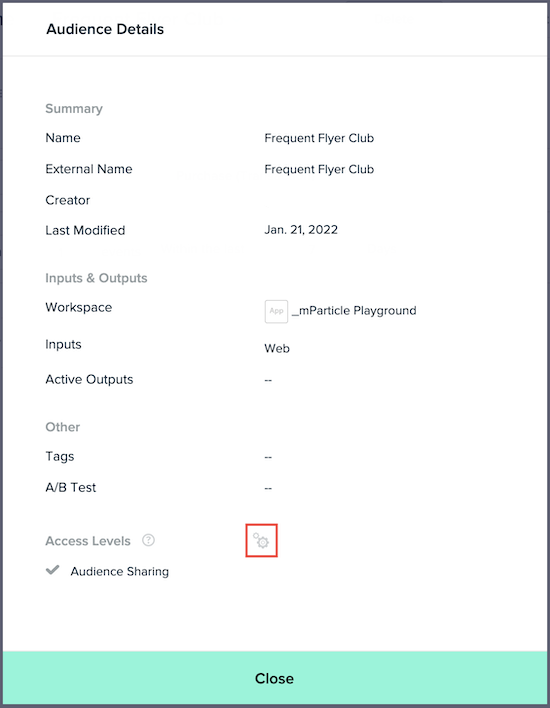 Audience Details
Summary
Name Frequent Flyer Club
External Name Frequent Flyer Club
Creator
Last Modified Jan. 21, 2022
Inputs & Outputs
Workspace App _mParticle Playground
Inputs Web
Active Outputs --
Other
Tags --
A/B Test --
Access Levels ?
Audience Sharing
Close